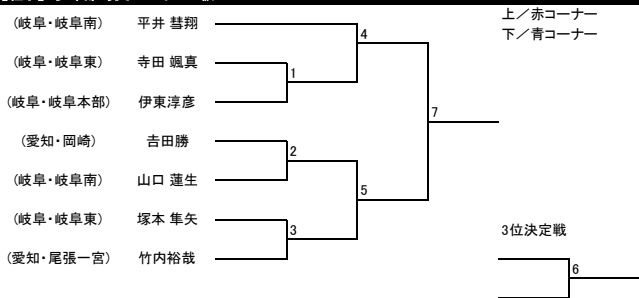 上／赤コーナー
下／青コーナー
（岐阜・岐阜南） 平井 彗翔
（岐阜・岐阜東） 寺田 颯真
（岐阜・岐阜本部） 伊東淳彦
（愛知・岡崎） 吉田勝
（岐阜・岐阜南） 山口 蓮生
（岐阜・岐阜東） 塚本 隼矢
（愛知・尾張一宮） 竹内裕哉
1
2
3
4
5
7
3位決定戦
6